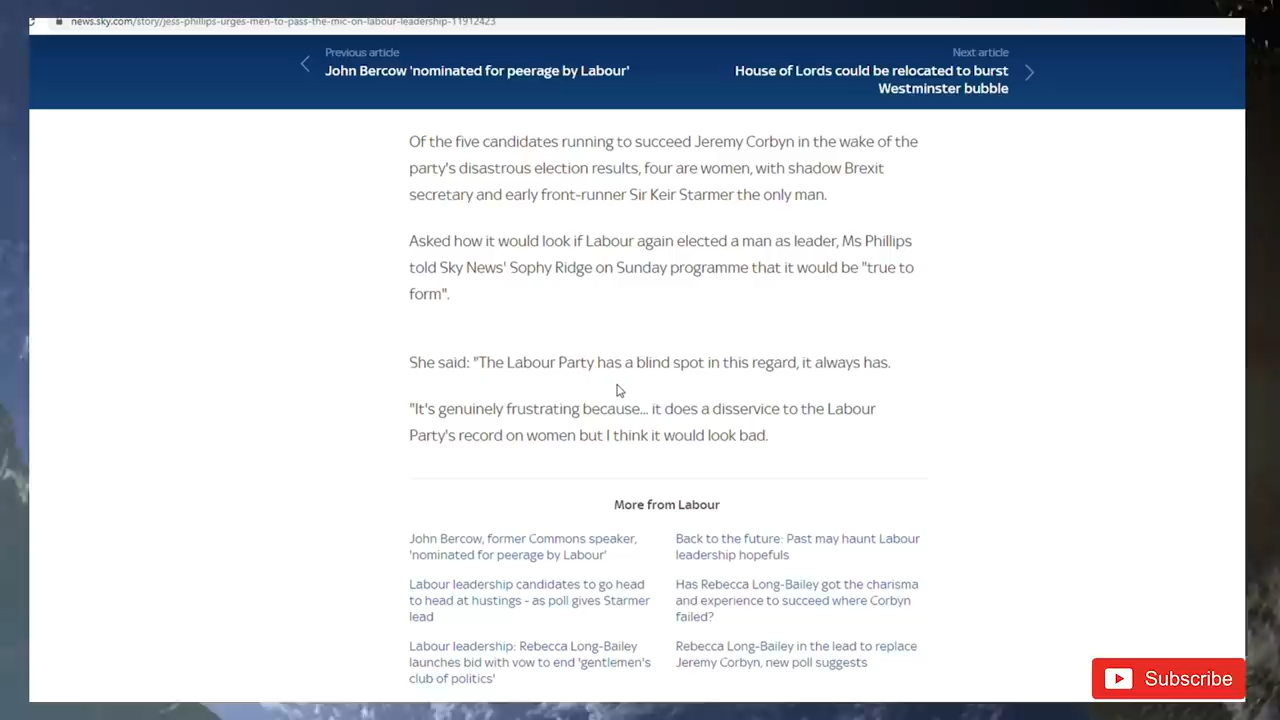 news.sky.com/story/jess-phillips-urges-men-to-pass-the-mic-on-labour-leadership-11912423
Previous article
John Bercow 'nominated for peerage by Labour'
Next article
House of Lords could be relocated to burst
Westminster bubble
Of the five candidates running to succeed Jeremy Corbyn in the wake of the
party's disastrous election results, four are women, with shadow Brexit
secretary and early front-runner Sir Keir Starmer the only man.
Asked how it would look if Labour again elected a man as leader, Ms Phillips
told Sky News' Sophy Ridge on Sunday programme that it would be "true to
form".
She said: "The Labour Party has a blind spot in this regard, it always has.
"It's genuinely frustrating because... it does a disservice to the Labour
Party's record on women but I think it would look bad.
More from Labour
John Bercow, former Commons speaker,
'nominated for peerage by Labour'
Labour leadership candidates to go head
to head at hustings - as poll gives Starmer
lead
Labour leadership: Rebecca Long-Bailey
launches bid with vow to end 'gentlemen's
club of politics'
Back to the future: Past may haunt Labour
leadership hopefuls
Has Rebecca Long-Bailey got the charisma
and experience to succeed where Corbyn
failed?
Rebecca Long-Bailey in the lead to replace
Jeremy Corbyn, new poll suggests
Subscribe